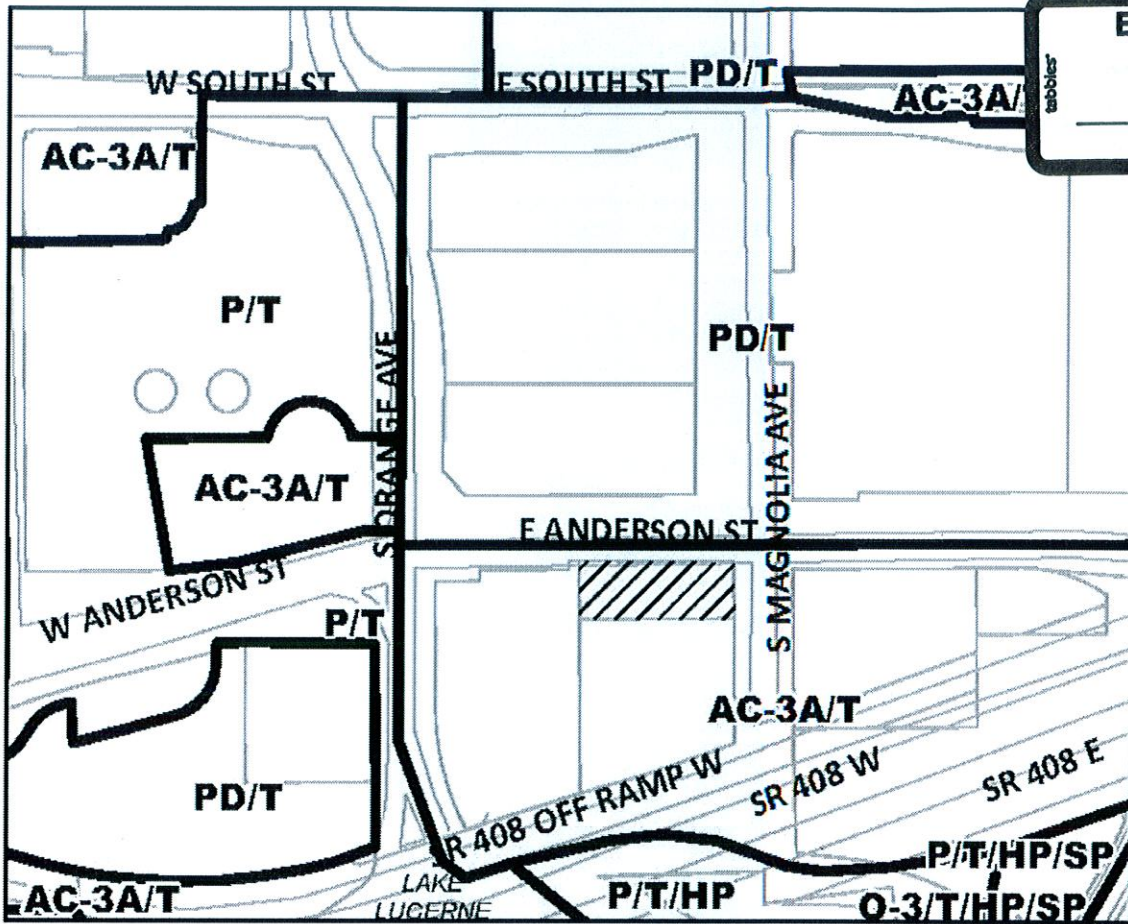 E
tabbies®
W SOUTH ST
E SOUTH ST
PD/T
AC-3A/
AC-3A/T
P/T
S ORANGE AVE
PD/T
S MAGNOLIA AVE
AC-3A/T
E ANDERSON ST
W ANDERSON ST
P/T
AC-3A/T
PD/T
R 408 OFF RAMP W
SR 408 W
SR 408 E
P/T/HP/SP
AC-3A/T
LAKE
LUCERNE
P/T/HP
O-3/T/HP/SP